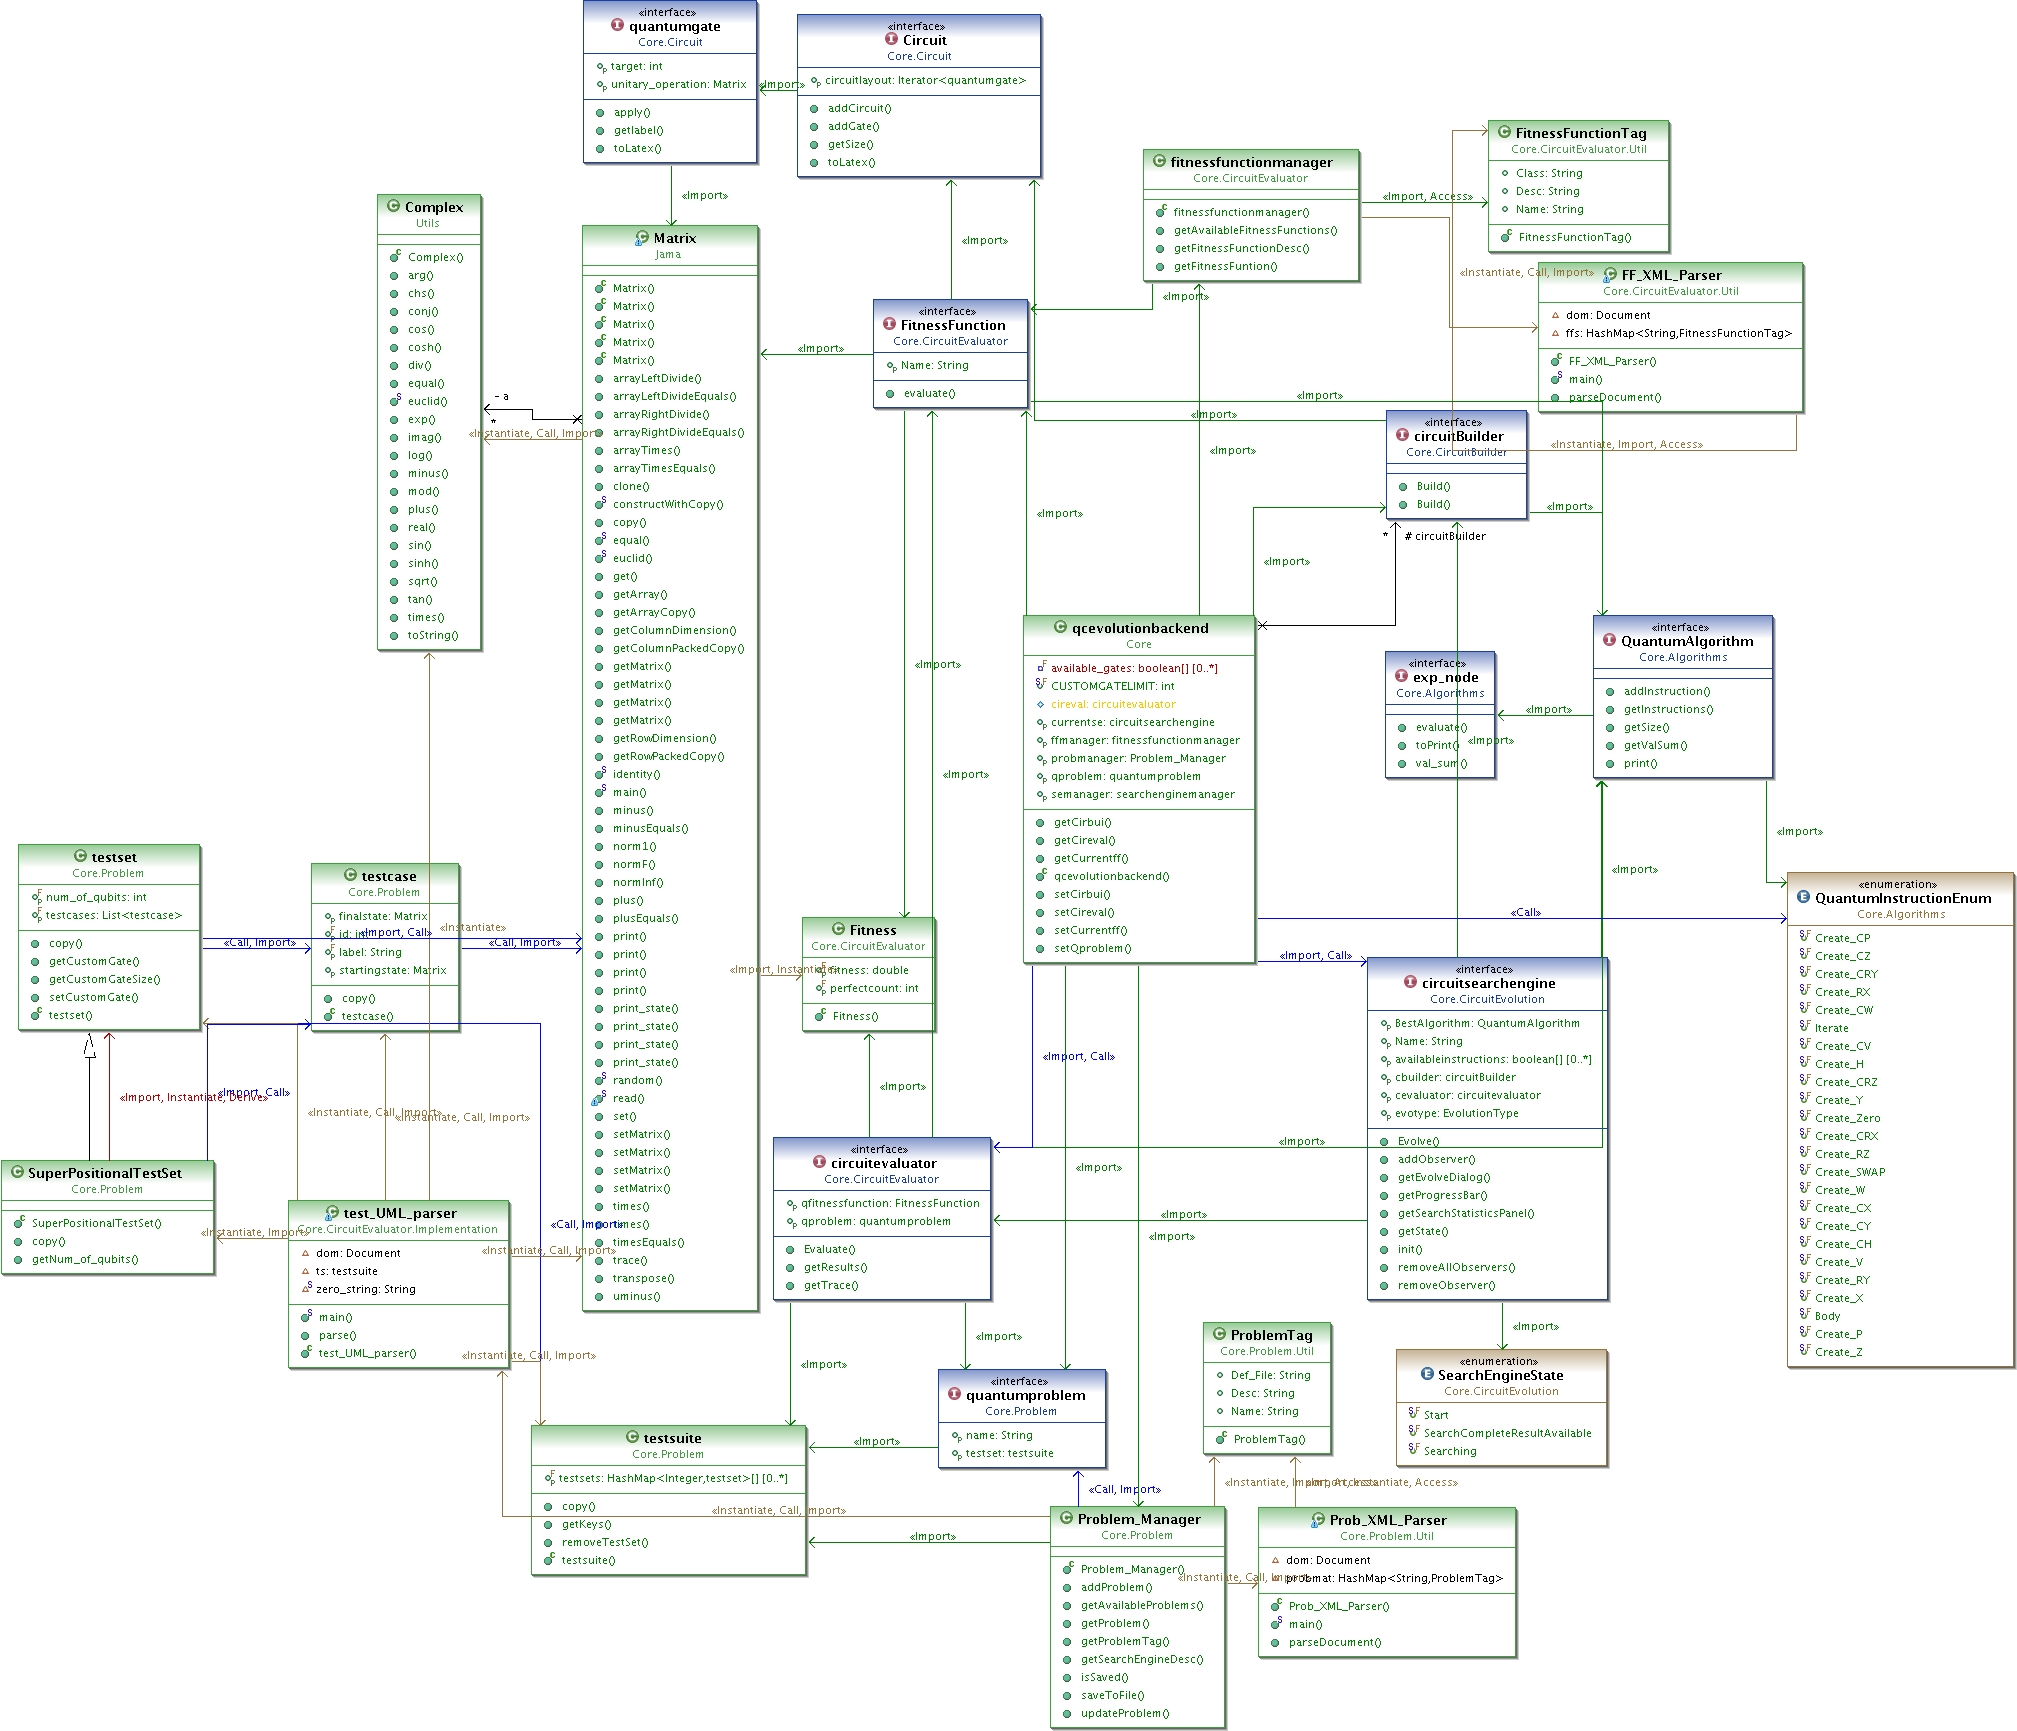 «interface»
quantumgate
Core.Circuit
target: int
unitary_operation: Matrix
apply()
getlabel()
toLatex()
«Import»
«interface»
Circuit
Core.Circuit
circuitlayout: Iterator<quantumgate>
addCircuit()
addGate()
getSize()
toLatex()
«Import»
«Import»
fitnessfunctionmanager
Core.CircuitEvaluator
fitnessfunctionmanager()
getAvailableFitnessFunctions()
getFitnessFunctionDesc()
getFitnessFuntion()
«Import, Access»
«Import»
FitnessFunctionTag
Core.CircuitEvaluator.Util
Class: String
Desc: String
Name: String
FitnessFunctionTag()
«Instantiate, Call, Import»
FF_XML_Parser
Core.CircuitEvaluator.Util
dom: Document
ffs: HashMap<String,FitnessFunctionTag>
FF_XML_Parser()
main()
parseDocument()
«Instantiate, Import, Access»
Complex
Utils
Complex()
arg()
chs()
conj()
cos()
cosh()
div()
equal()
euclid()
exp()
imag()
log()
minus()
mod()
plus()
real()
sin()
sinh()
sqrt()
tan()
times()
toString()
- a
*
«Instantiate, Call, Import»
Matrix
Jama
Matrix()
Matrix()
Matrix()
Matrix()
Matrix()
arrayLeftDivide()
arrayLeftDivideEquals()
arrayRightDivide()
arrayRightDivideEquals()
arrayTimes()
arrayTimesEquals()
clone()
constructWithCopy()
copy()
equal()
euclid()
get()
getArray()
getArrayCopy()
getColumnDimension()
getColumnPackedCopy()
getMatrix()
getMatrix()
getMatrix()
getMatrix()
getRowDimension()
getRowPackedCopy()
identity()
main()
minus()
minusEquals()
norm1()
normF()
normInf()
plus()
plusEquals()
print()
print()
print()
print()
print_state()
print_state()
print_state()
print_state()
random()
read()
set()
setMatrix()
setMatrix()
setMatrix()
setMatrix()
times()
times()
timesEquals()
trace()
transpose()
uminus()
«interface»
FitnessFunction
Core.CircuitEvaluator
Name: String
evaluate()
«Import»
«Import»
«Import»
«Import»
«Import»
«Import»
«Import»
«interface»
circuitBuilder
Core.CircuitBuilder
Build()
Build()
«Import»
* # circuitBuilder
«Import»
qcevolutionbackend
Core
available_gates: boolean[] [0..*]
CUSTOMGATELIMIT: int
cireval: circuitevaluator
currentse: circuitsearchengine
ffmanager: fitnessfunctionmanager
probmanager: Problem_Manager
qproblem: quantumproblem
semanager: searchenginemanager
getCirbui()
getCireval()
getCurrentff()
qcevolutionbackend()
setCirbui()
setCireval()
setCurrentff()
setQproblem()
«interface»
exp_node
Core.Algorithms
evaluate()
toPrint()
val_sum()
«Import»
«Import»
«interface»
QuantumAlgorithm
Core.Algorithms
addInstruction()
getInstructions()
getSize()
getValSum()
print()
«Import»
«Import»
«enumeration»
QuantumInstructionEnum
Core.Algorithms
Create_CP
Create_CZ
Create_CRY
Create_RX
Create_CW
Iterate
Create_CV
Create_H
Create_CRZ
Create_Y
Create_Zero
Create_CRX
Create_RZ
Create_SWAP
Create_W
Create_CX
Create_CY
Create_CH
Create_V
Create_RY
Create_X
Body
Create_P
Create_Z
«Call»
testset
Core.Problem
num_of_qubits: int
testcases: List<testcase>
copy()
getCustomGate()
getCustomGateSize()
setCustomGate()
testset()
«Call, Import»
testcase
Core.Problem
finalstate: Matrix
label: String
startingstate: Matrix
copy()
testcase()
«Import, Call»
«Instantiate»
«Call, Import»
Fitness
Core.CircuitEvaluator
fitness: double
perfectcount: int
Fitness()
«Import»
«Import, Call»
«Import, Call»
«interface»
circuitsearchengine
Core.CircuitEvolution
BestAlgorithm: QuantumAlgorithm
Name: String
availableinstructions: boolean[] [0..*]
cbuilder: circuitBuilder
cevaluator: circuitevaluator
evotype: EvolutionType
Evolve()
addObserver()
getEvolveDialog()
getProgressBar()
getSearchStatisticsPanel()
getState()
init()
removeAllObservers()
removeObserver()
«Import, Instantiate, Derive»
«Import, Call»
«Instantiate, Call, Import»
«Instantiate, Call, Import»
SuperPositionalTestSet
Core.Problem
SuperPositionalTestSet()
copy()
getNum_of_qubits()
«Instantiate, Import»
test_UML_parser
Core.CircuitEvaluator.Implementation
dom: Document
ts: testsuite
zero_string: String
main()
parse()
test_UML_parser()
«Instantiate, Call, Import»
«Call, Import»
«Instantiate, Call, Import»
«interface»
circuitevaluator
Core.CircuitEvaluator
qfitnessfunction: FitnessFunction
qproblem: quantumproblem
Evaluate()
getResults()
getTrace()
«Import»
«Import»
«Import»
«Import»
«Import»
«Import»
«Import»
«enumeration»
SearchEngineState
Core.CircuitEvolution
Start
SearchCompleteResultAvailable
Searching
ProblemTag
Core.Problem.Util
Def_File: String
Desc: String
Name: String
ProblemTag()
«interface»
quantumproblem
Core.Problem
name: String
testset: testsuite
«Import»
testsuite
Core.Problem
testsets: HashMap<Integer,testset>[] [0..*]
copy()
getKeys()
removeTestSet()
testsuite()
«Call, Import»
«Instantiate, Call, Import»
«Import»
Problem_Manager
Core.Problem
Problem_Manager()
addProblem()
getAvailableProblems()
getProblem()
getProblemTag()
getSearchEngineDesc()
isSaved()
saveToFile()
updateProblem()
Prob_XML_Parser
Core.Problem.Util
dom: Document
probmat: HashMap<String,ProblemTag>
Prob_XML_Parser()
main()
parseDocument()